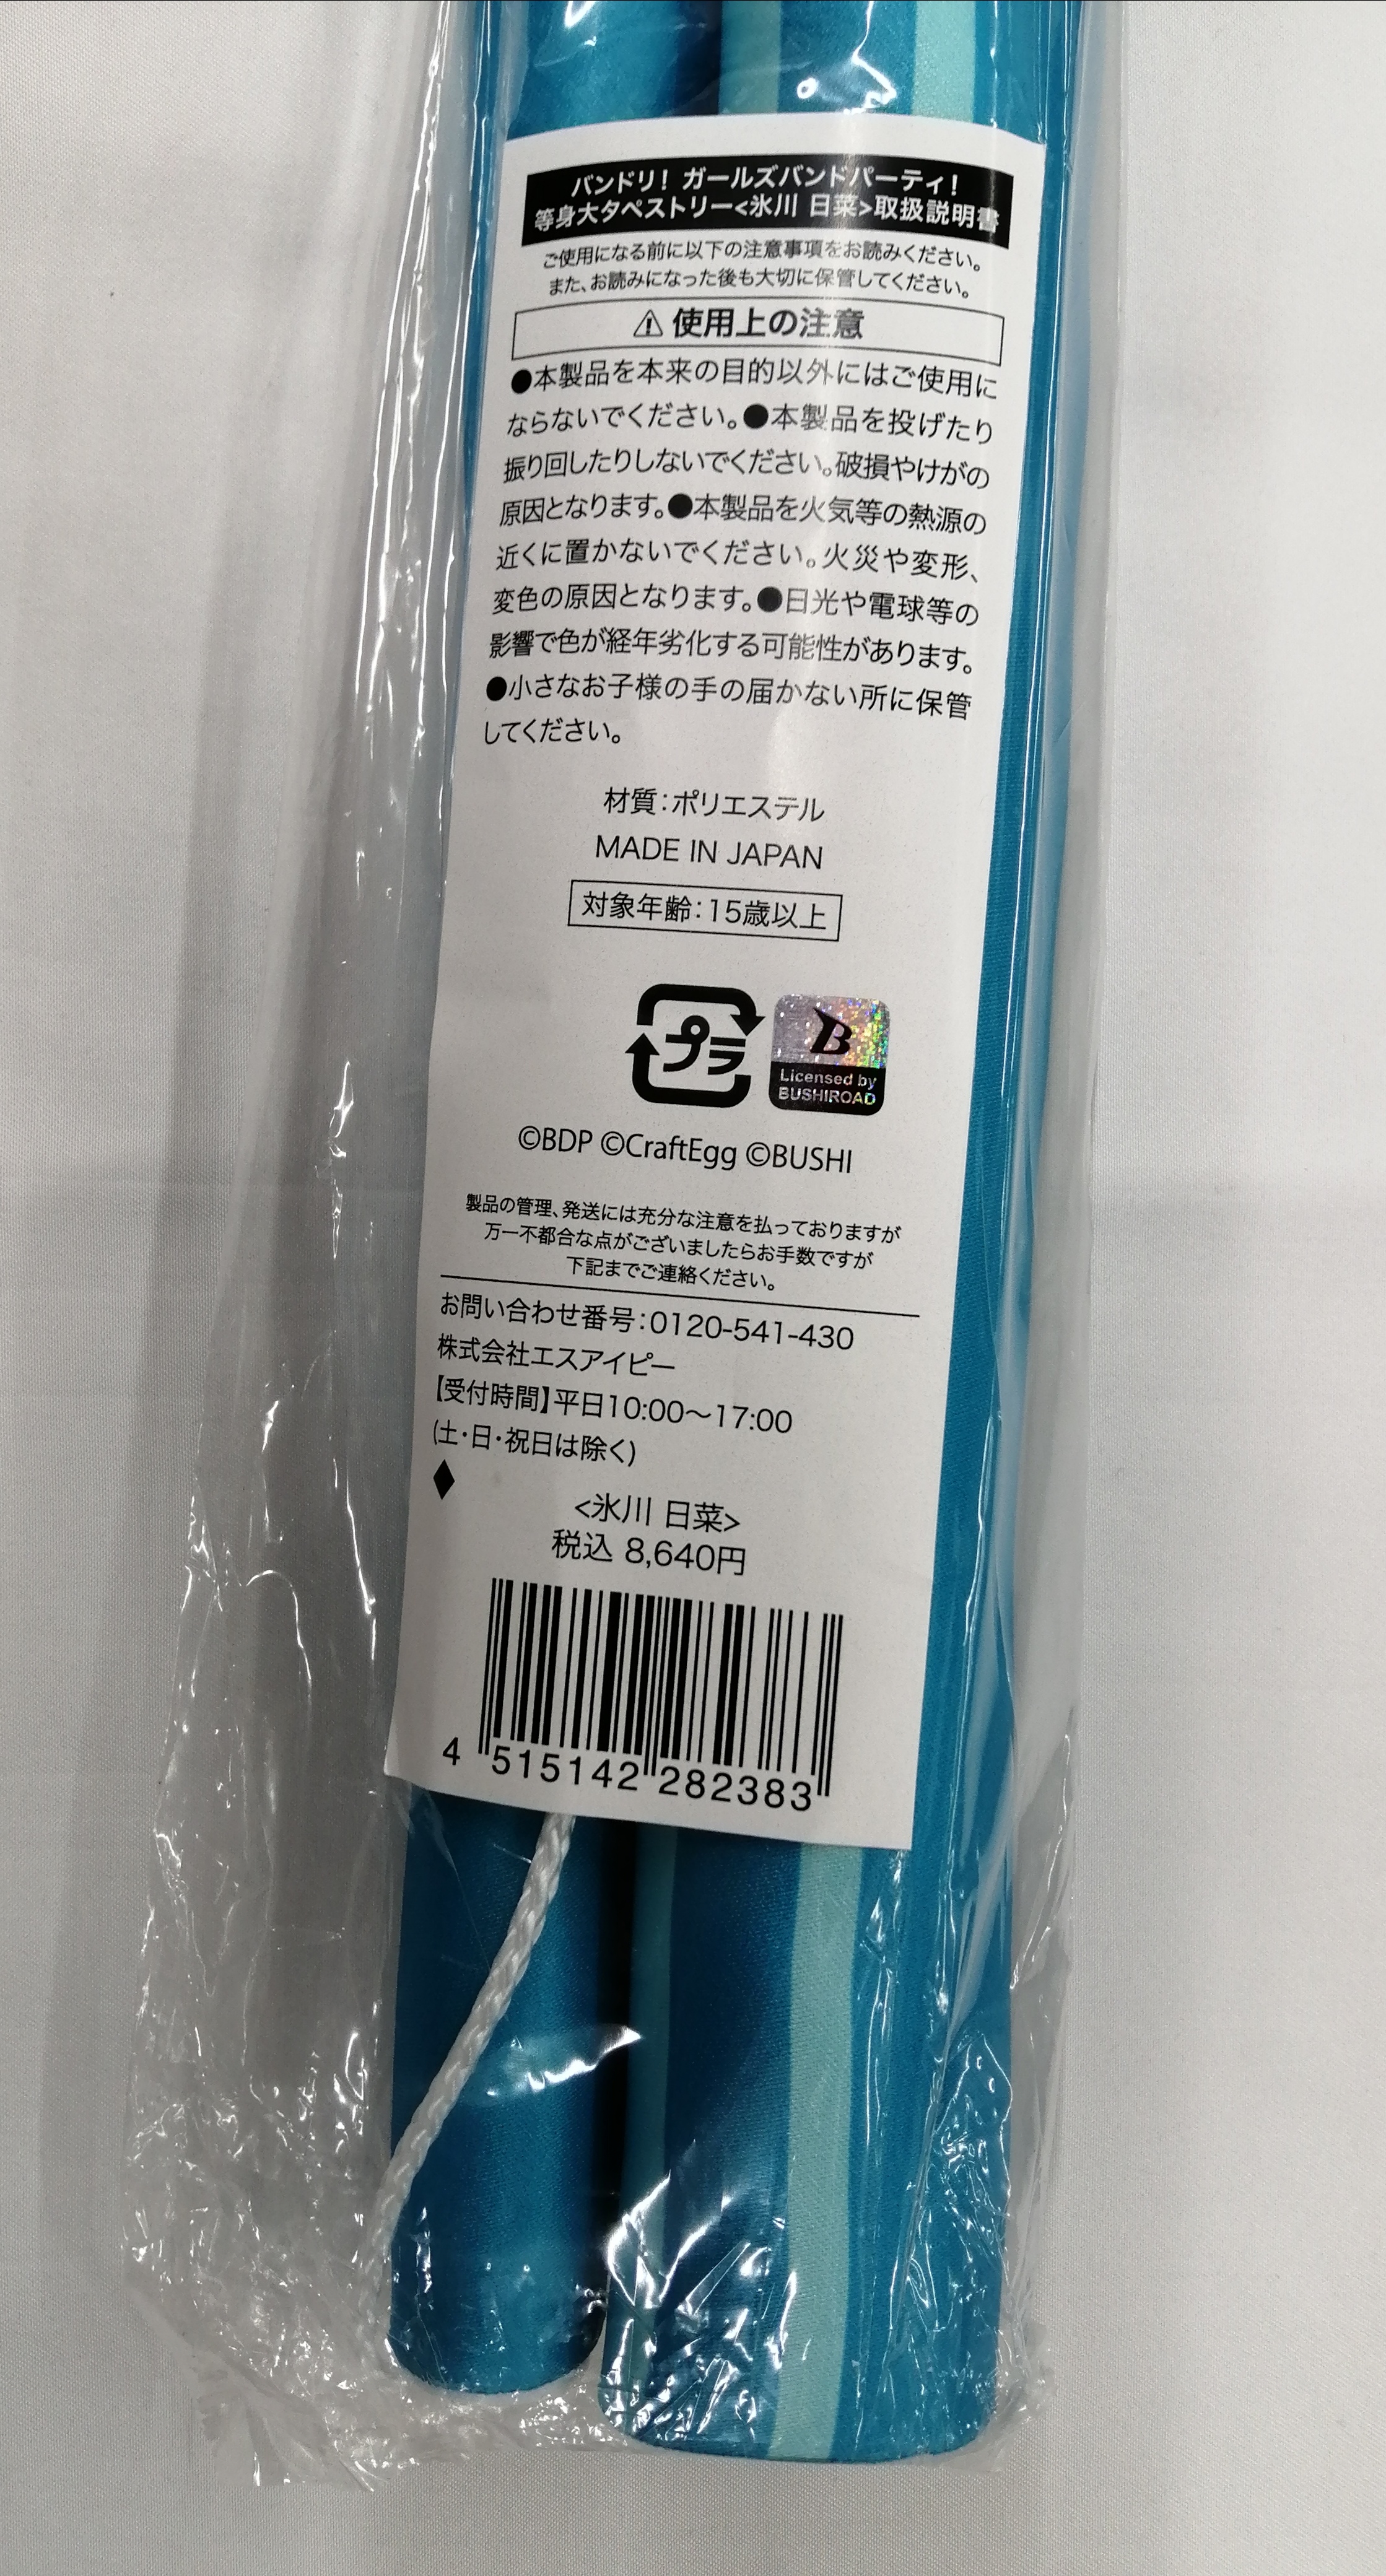 バンドリ! ガールズバンドパーティ!
等身大タペストリー<氷川 日菜>取扱説明書
ご使用になる前に以下の注意事項をお読みください。
また、お読みになった後も大切に保管してください。
⚠ 使用上の注意
●本製品を本来の目的以外にはご使用に
ならないでください。●本製品を投げたり
振り回したりしないでください。破損やけがの
原因となります。●本製品を火気等の熱源の
近くに置かないでください。火災や変形、
変色の原因となります。●日光や電球等の
影響で色が経年劣化する可能性があります。
●小さなお子様の手の届かない所に保管
してください。
材質:ポリエステル
MADE IN JAPAN
対象年齢:15歳以上
プラ
B
Licensed by
BUSHIROAD
©BDP ©CraftEgg ©BUSHI
製品の管理、発送には充分な注意を払っておりますが
万一不都合な点がございましたらお手数ですが
下記までご連絡ください。
お問い合わせ番号:0120-541-430
株式会社エスアイピー
【受付時間】平日10:00〜17:00
(土・日・祝日は除く)
♦
<氷川 日菜>
税込 8,640円
4 515142 282383